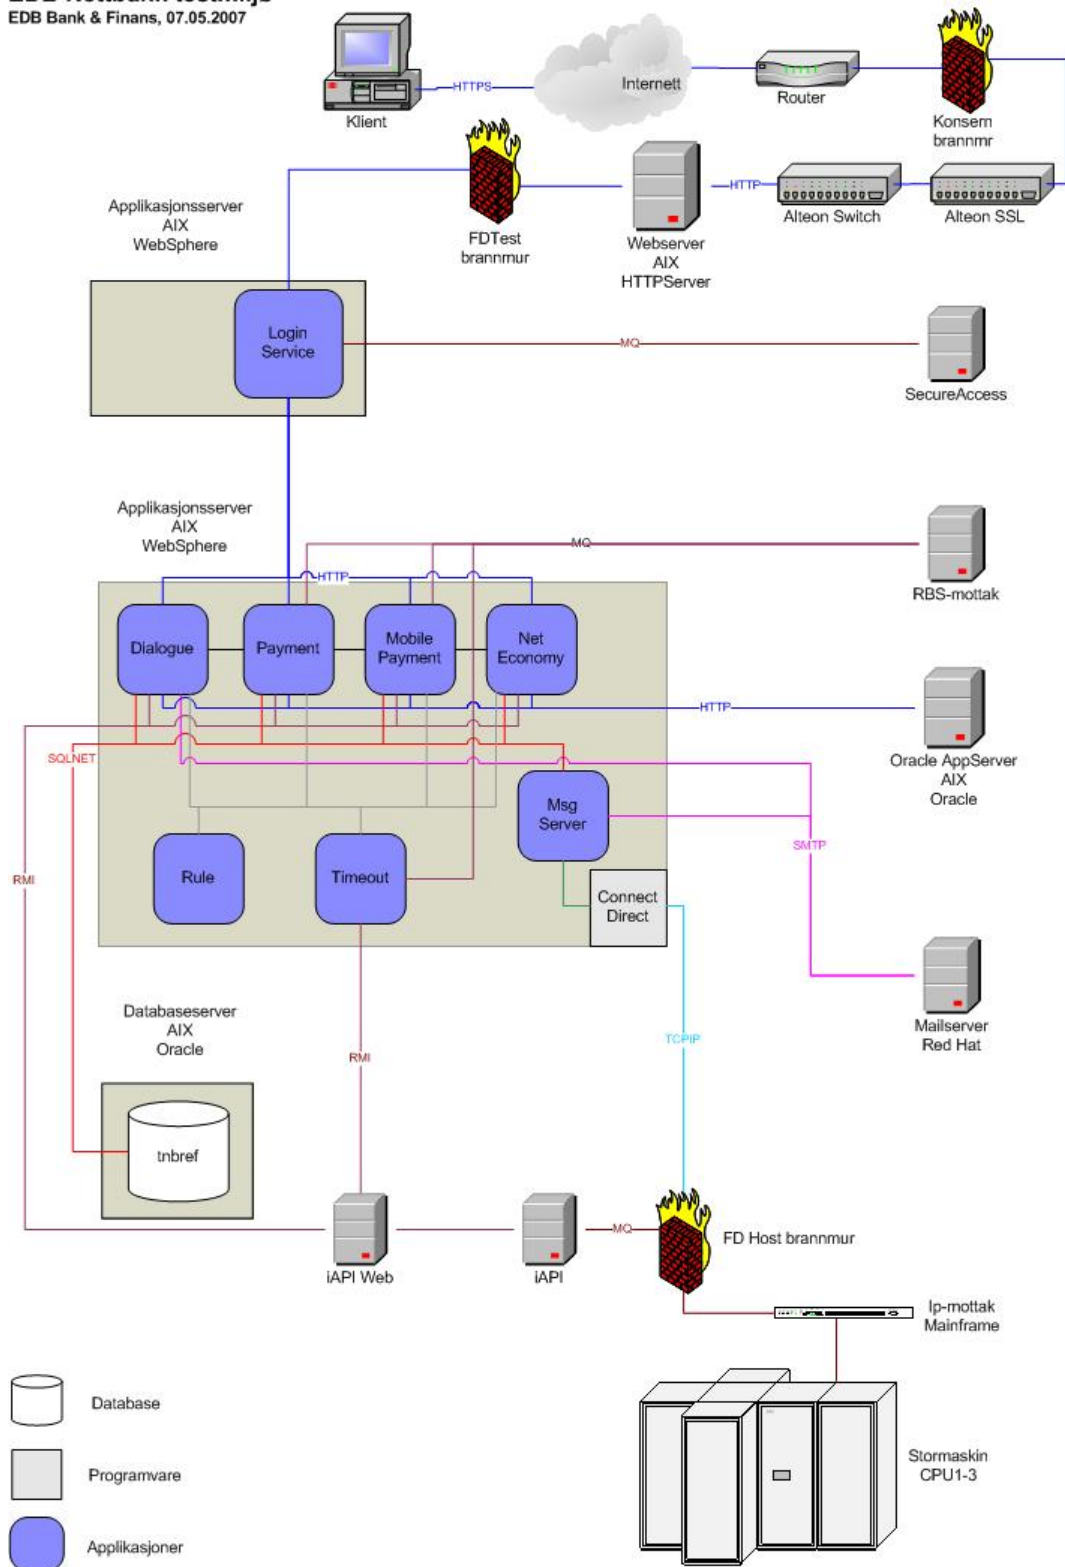 EDB Bank & Finans, 07.05.2007
HTTPS
Internett
Router
Klient
Konsern
brannmr
HTTP
Alteon Switch
Alteon SSL
Applikasjonsserver
AIX
WebSphere
FDTest
brannmur
Webserver
AIX
HTTPServer
Login
Service
MQ
SecureAccess
Applikasjonsserver
AIX
WebSphere
MQ
RBS-mottak
HTTP
Dialogue
Payment
Mobile
Payment
Net
Economy
HTTP
SQLNET
Oracle AppServer
AIX
Oracle
Msg
Server
SMTP
RMI
Rule
Timeout
Connect
Direct
Databaseserver
AIX
Oracle
Mailserver
Red Hat
RMI
TCPIP
tnbref
MQ
FD Host brannmur
iAPI Web
iAPI
Ip-mottak
Mainframe
Database
Stormaskin
CPU1-3
Programvare
Applikasjoner